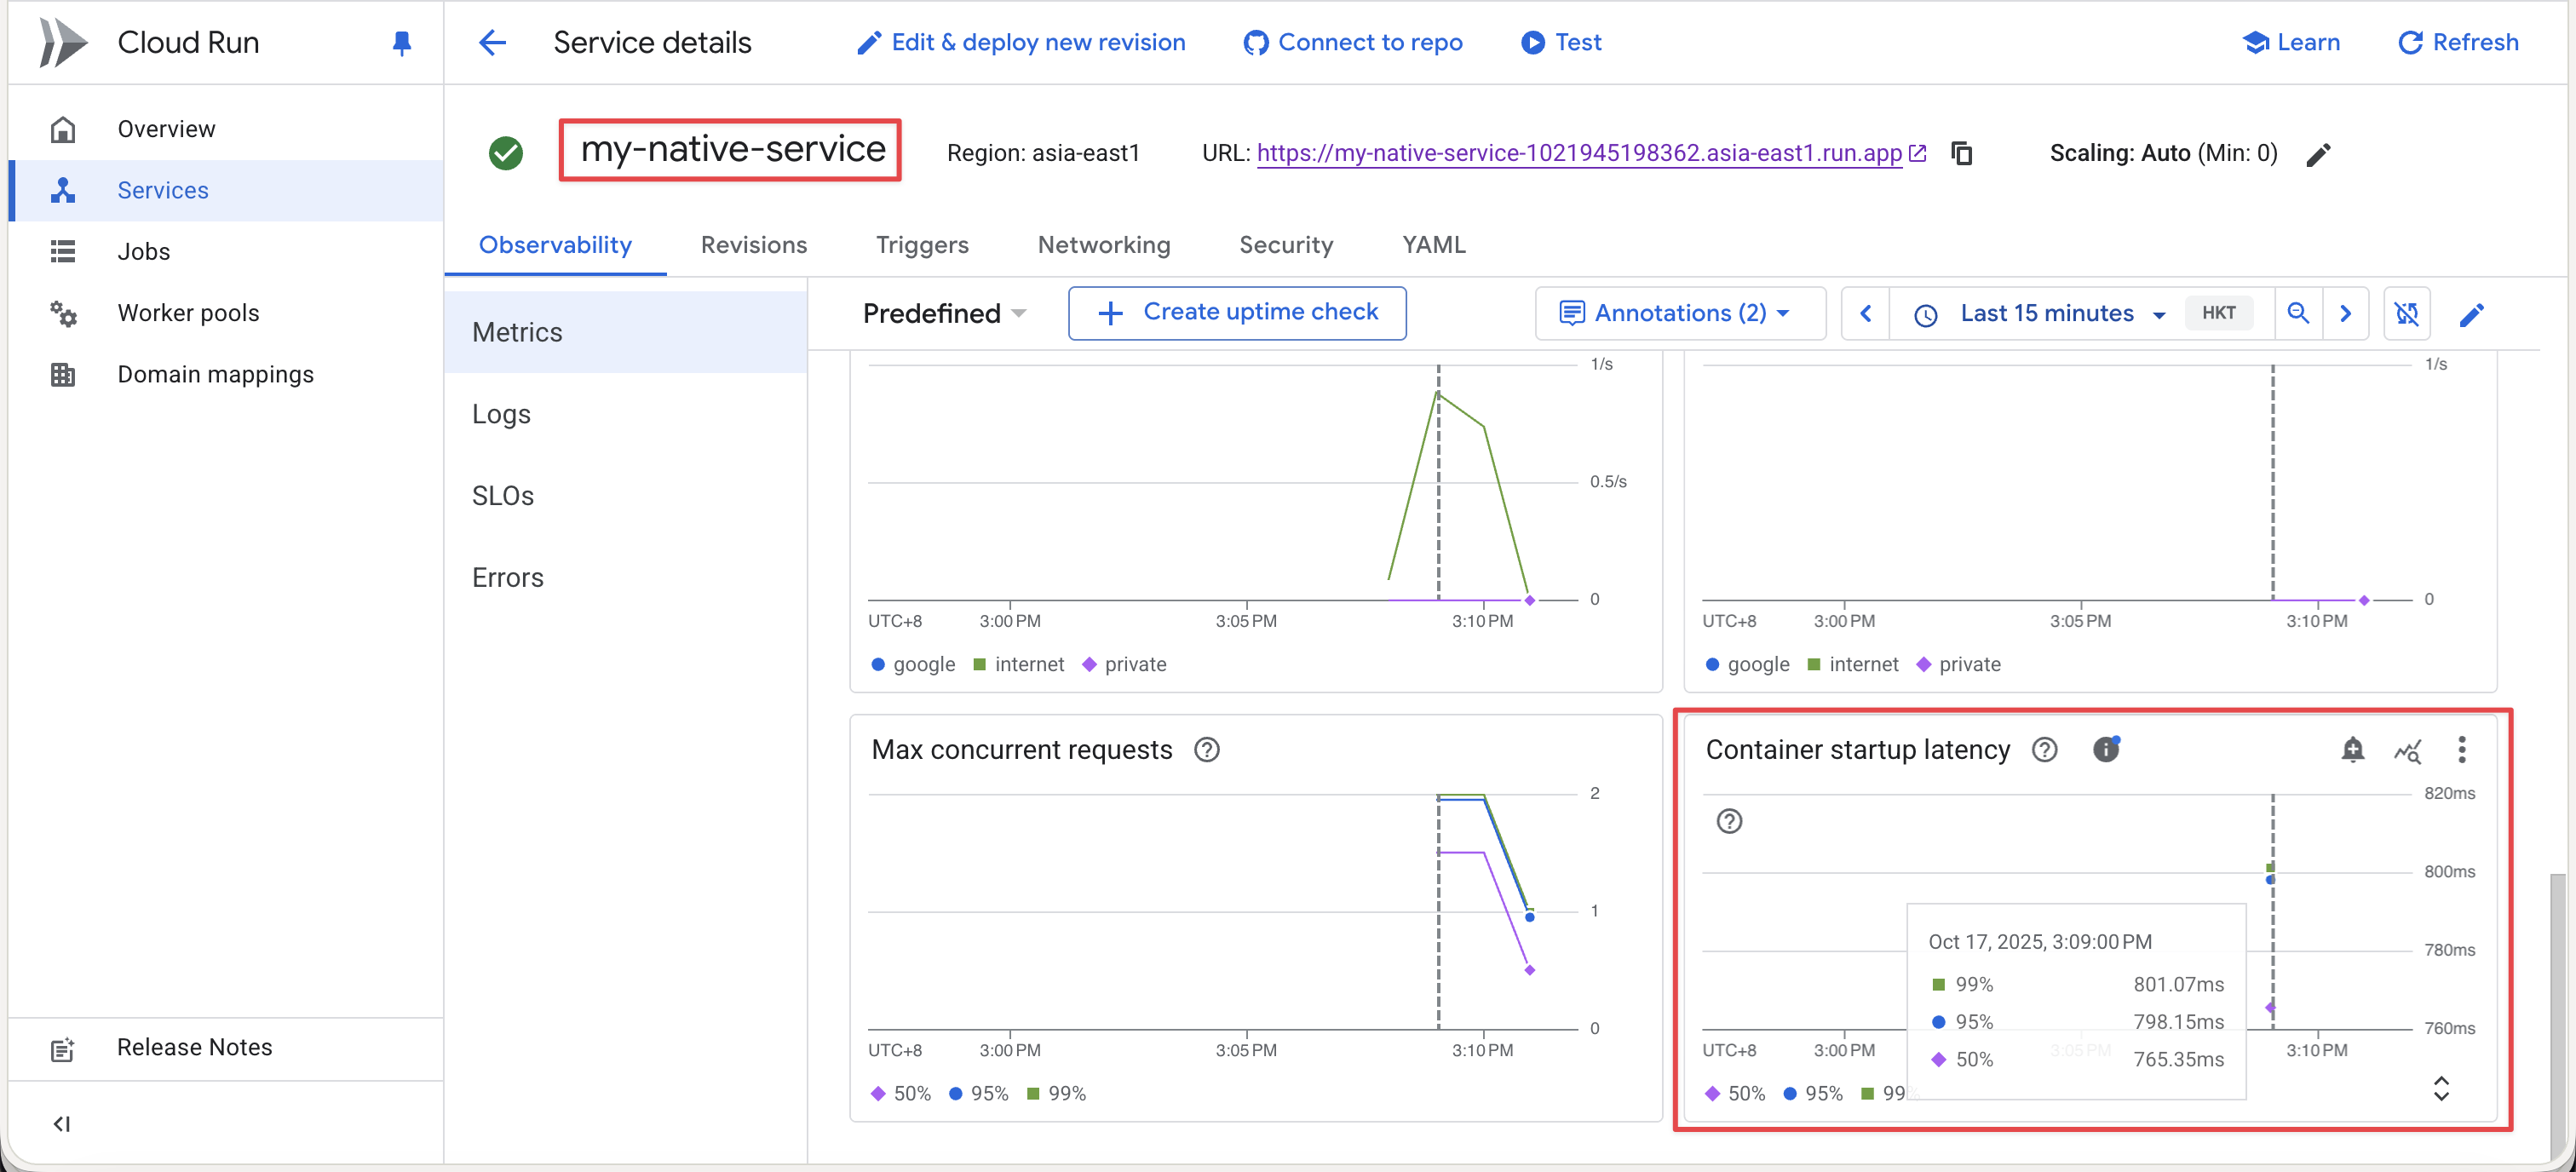 Cloud Run
Service details
Edit & deploy new revision
Connect to repo
Test
Learn
Refresh
Overview
Services
Jobs
Worker pools
Domain mappings
Release Notes
my-native-service
Region: asia-east1
URL: https://my-native-service-1021945198362.asia-east1.run.app
Scaling: Auto (Min: 0)
Observability
Revisions
Triggers
Networking
Security
YAML
Metrics
Logs
SLOs
Errors
Predefined
Create uptime check
Annotations (2)
Last 15 minutes
HKT
1/s
0.5/s
0
UTC+8 3:00 PM 3:05 PM 3:10 PM
google internet private
1/s
0
UTC+8 3:00 PM 3:05 PM 3:10 PM
google internet private
Max concurrent requests
2
1
0
UTC+8 3:00 PM 3:05 PM 3:10 PM
50% 95% 99%
Container startup latency
820ms
800ms
780ms
760ms
Oct 17, 2025, 3:09:00 PM
99% 801.07ms
95% 798.15ms
50% 765.35ms
UTC+8 3:00 PM 3:05 PM 3:10 PM
50% 95% 99